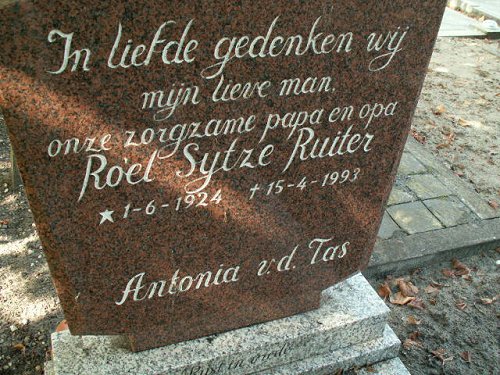 In liefde gedenken wij
mijn lieve man,
onze zorgzame papa en opa
Roel Sytze Ruiter
★ 1-6-1924 + 15-4-1993
Antonia v.d. Tas